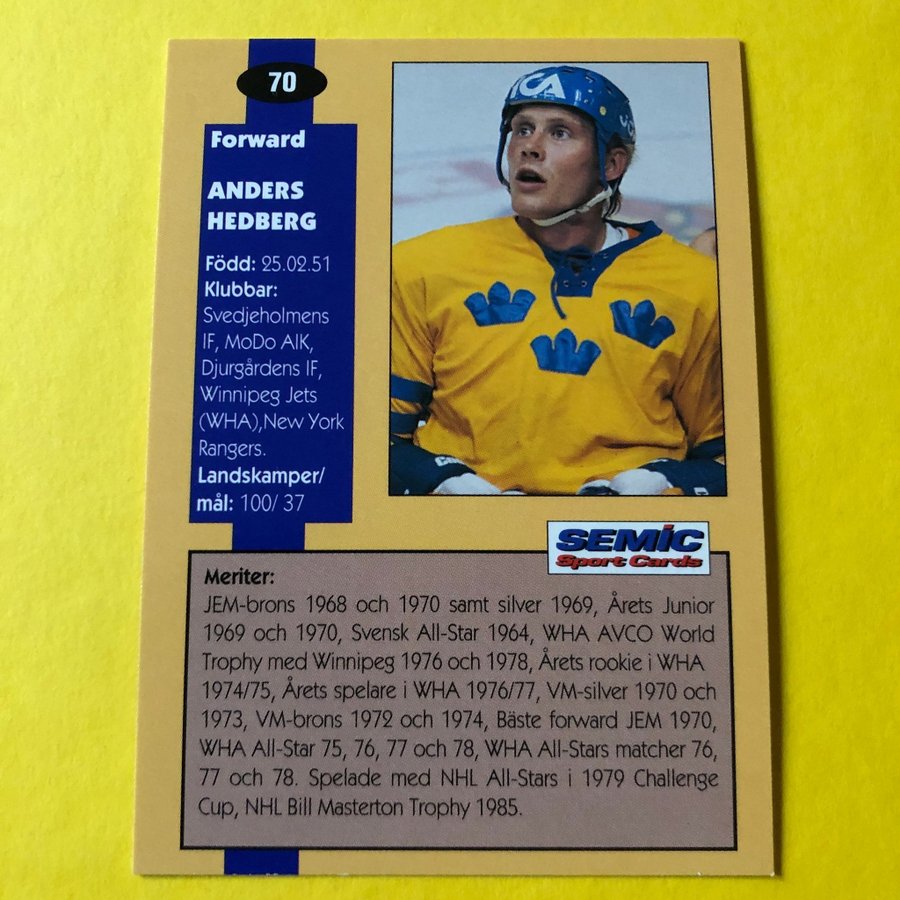 70
Forward
ANDERS
HEDBERG
Född: 25.02.51
Klubbar:
Svedjeholmens
IF, MoDo AIK,
Djurgårdens IF,
Winnipeg Jets
(WHA),New York
Rangers.
Landskamper/
mål: 100/ 37
SEMIC
Sport Cards
Meriter:
JEM-brons 1968 och 1970 samt silver 1969, Årets Junior
1969 och 1970, Svensk All-Star 1964, WHA AVCO World
Trophy med Winnipeg 1976 och 1978, Årets rookie i WHA
1974/75, Årets spelare i WHA 1976/77, VM-silver 1970 och
1973, VM-brons 1972 och 1974, Bäste forward JEM 1970,
WHA All-Star 75, 76, 77 och 78, WHA All-Stars matcher 76,
77 och 78. Spelade med NHL All-Stars i 1979 Challenge
Cup, NHL Bill Masterton Trophy 1985.